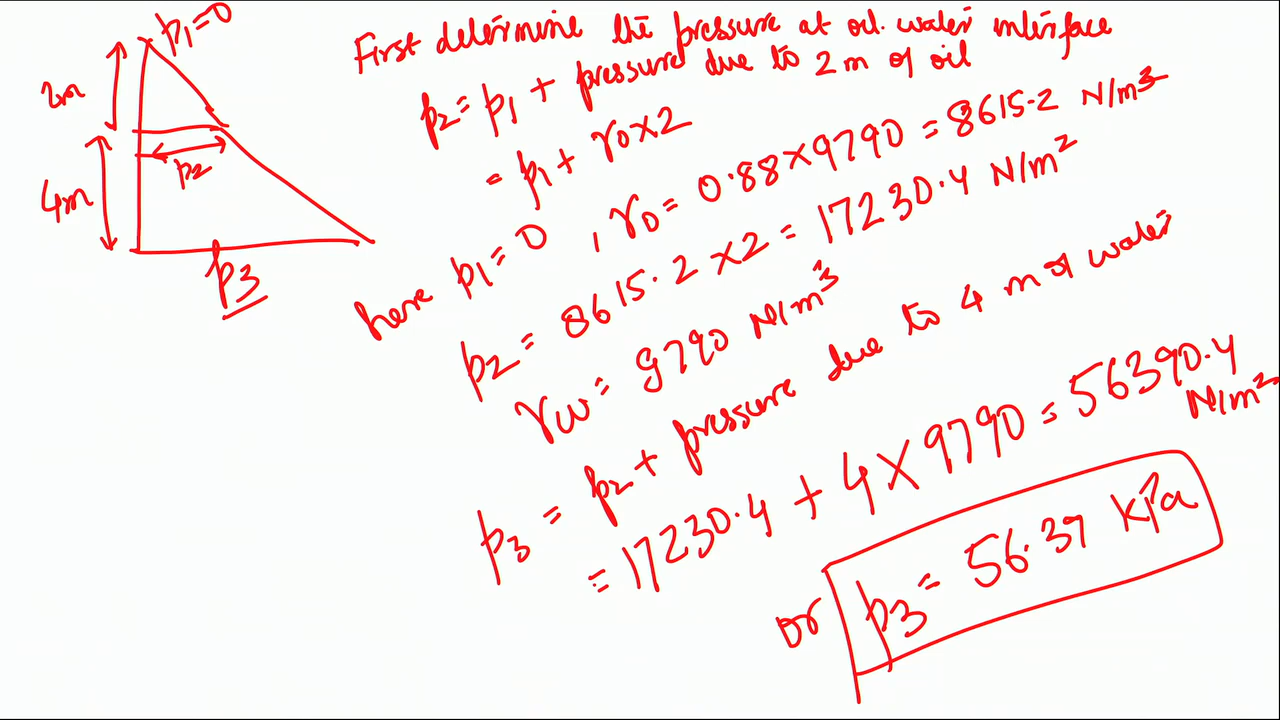 p1=0
2m
p2
4m
p3
First determine the pressure at oil.water interface
p2 = p1 + pressure due to 2 m of oil
= p1 + γo×2
here p1=0 , γo= 0.88×9790 = 8615.2 N/m³
p2= 8615.2 ×2 = 17230.4 N/m²
γw= 9790 N/m³
p3 = p2 + pressure due to 4 m of water
= 17230.4 + 4×9790 = 56390.4 N/m²
or p3 = 56.39 kPa